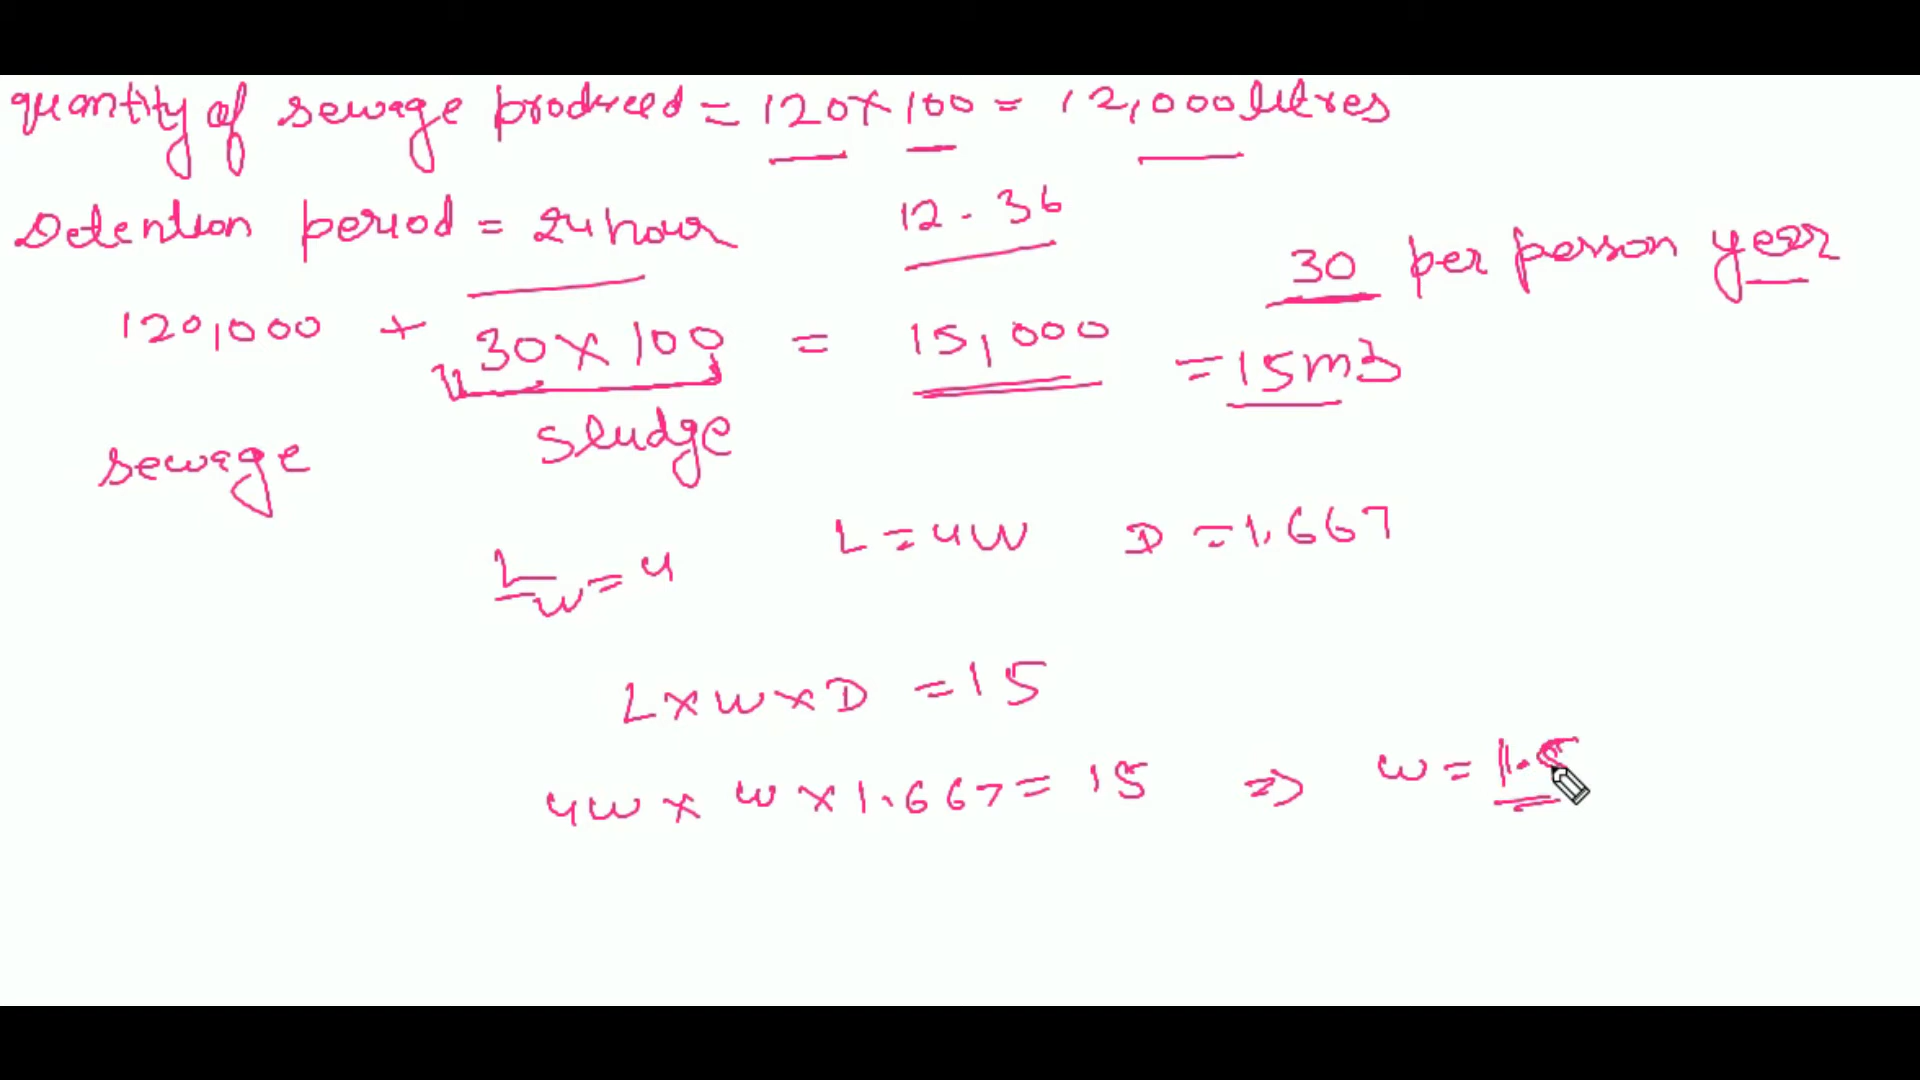 quantity of sewage produced = 120 x 100 = 12,000 litres
Detention period = 24 hour 12 - 36
30 per person year
120,000 + 30 x 100 = 15,000 = 15m3
sewage sludge
L/W = 4 L = 4W D = 1.667
L x W x D = 15
4W x W x 1.667 = 15 ⇒ W = 1.5